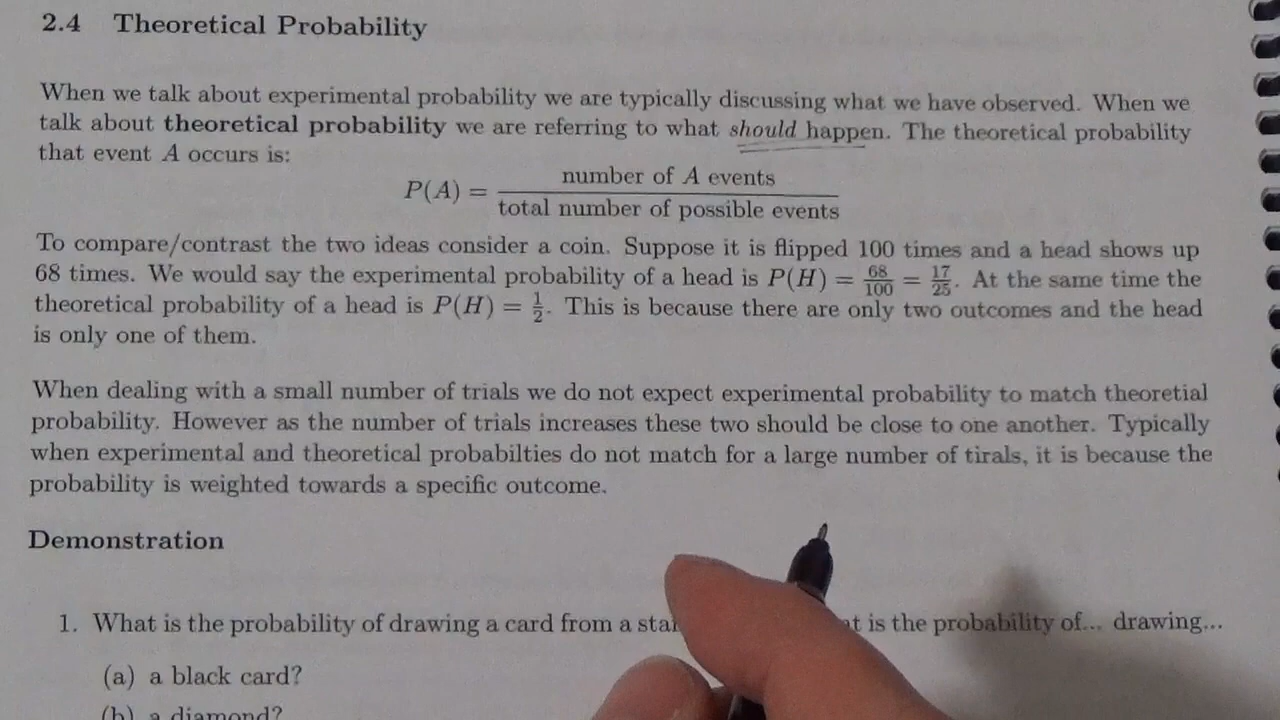 2.4 Theoretical Probability
When we talk about experimental probability we are typically discussing what we have observed. When we
talk about theoretical probability we are referring to what should happen. The theoretical probability
that event A occurs is:
P(A) = number of A events / total number of possible events
To compare/contrast the two ideas consider a coin. Suppose it is flipped 100 times and a head shows up
68 times. We would say the experimental probability of a head is P(H) = 68/100 = 17/25. At the same time the
theoretical probability of a head is P(H) = 1/2. This is because there are only two outcomes and the head
is only one of them.
When dealing with a small number of trials we do not expect experimental probability to match theoretial
probability. However as the number of trials increases these two should be close to one another. Typically
when experimental and theoretical probabilties do not match for a large number of tirals, it is because the
probability is weighted towards a specific outcome.
Demonstration
1. What is the probability of drawing a card from a is the probability of... drawing...
(a) a black card?
(b) a diamond?